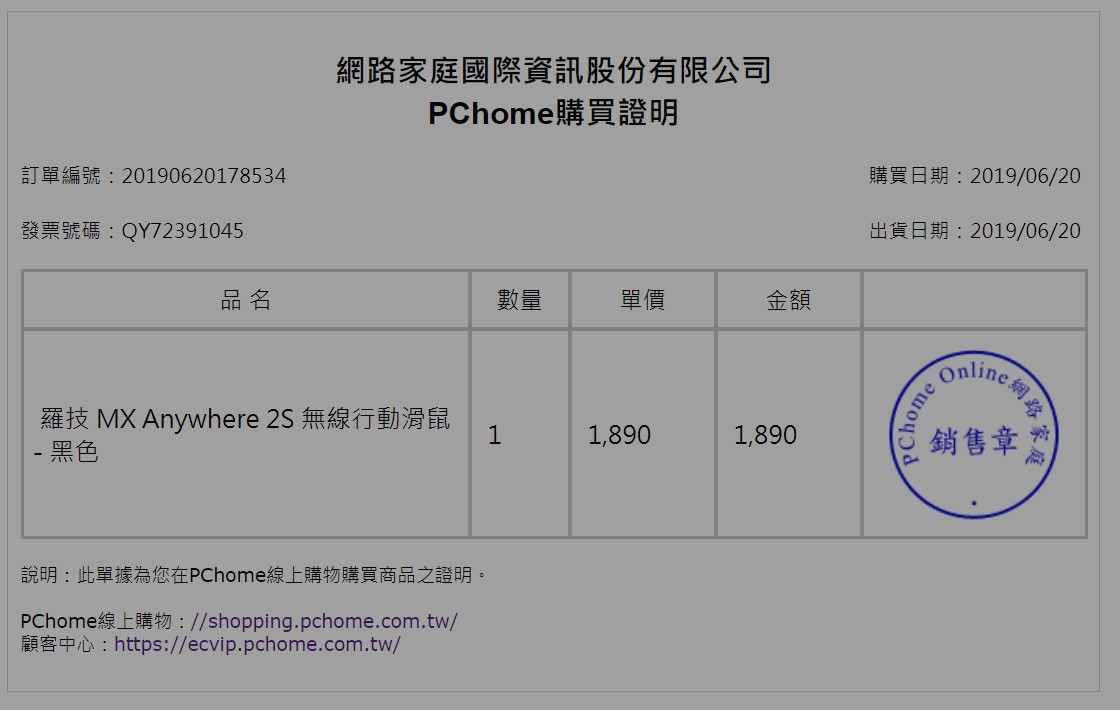 網路家庭國際資訊股份有限公司
PChome購買證明
訂單編號：20190620178534
購買日期：2019/06/20
發票號碼：QY72391045
出貨日期：2019/06/20
品 名
數量
單價
金額
羅技 MX Anywhere 2S 無線行動滑鼠
- 黑色
1
1,890
1,890
PChome Online網路家庭
銷售章
說明：此單據為您在PChome線上購物購買商品之證明。
PChome線上購物：//shopping.pchome.com.tw/
顧客中心：https://ecvip.pchome.com.tw/